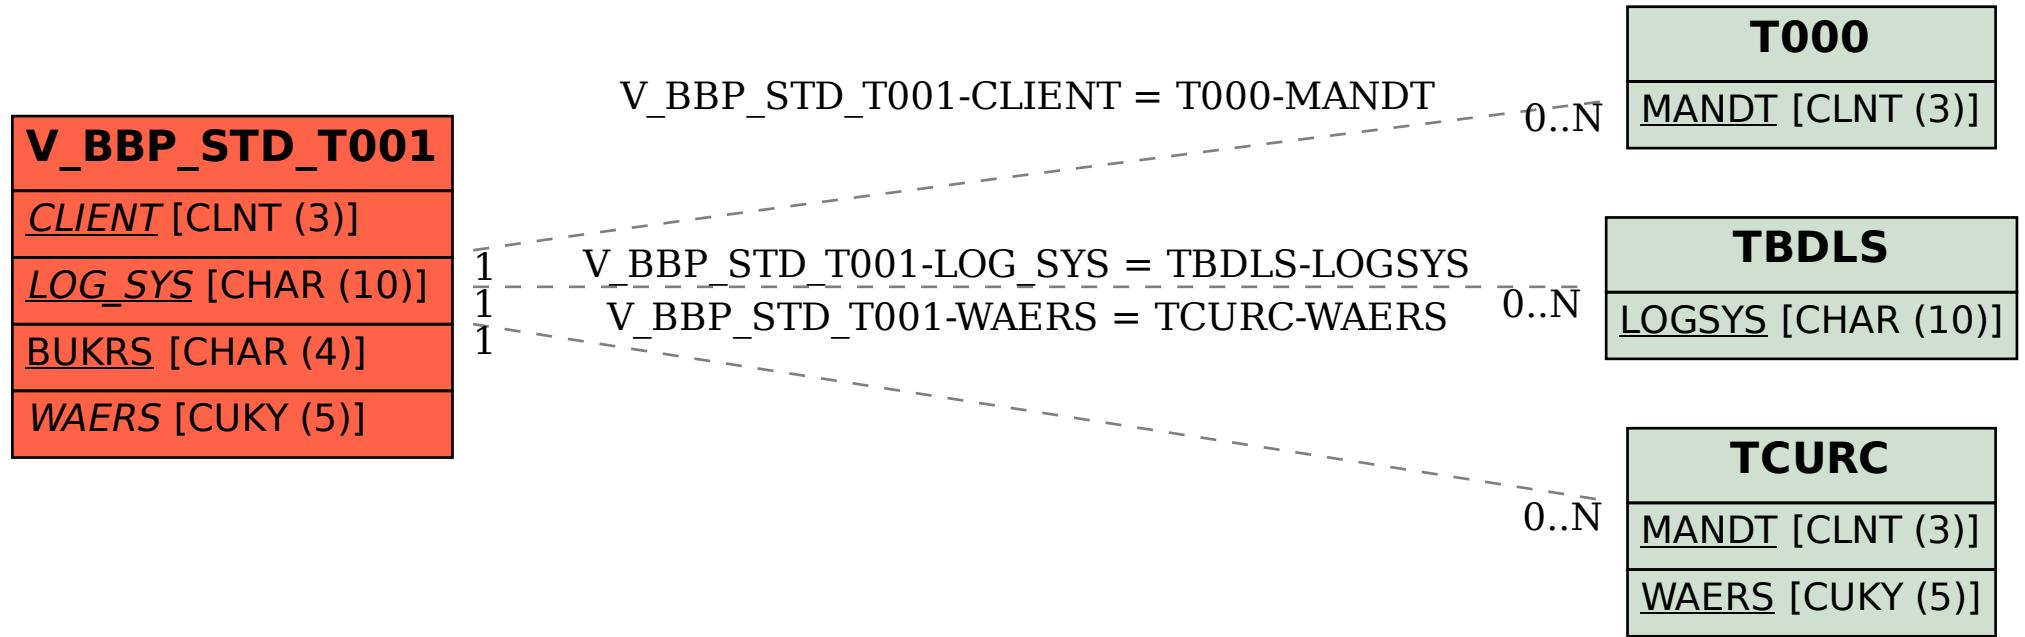 V_BBP_STD_T001
CLIENT [CLNT (3)]
LOG_SYS [CHAR (10)]
BUKRS [CHAR (4)]
WAERS [CUKY (5)]
V_BBP_STD_T001-CLIENT = T000-MANDT
0..N
1
V_BBP_STD_T001-LOG_SYS = TBDLS-LOGSYS
0..N
1
V_BBP_STD_T001-WAERS = TCURC-WAERS
0..N
1
T000
MANDT [CLNT (3)]
TBDLS
LOGSYS [CHAR (10)]
TCURC
MANDT [CLNT (3)]
WAERS [CUKY (5)]